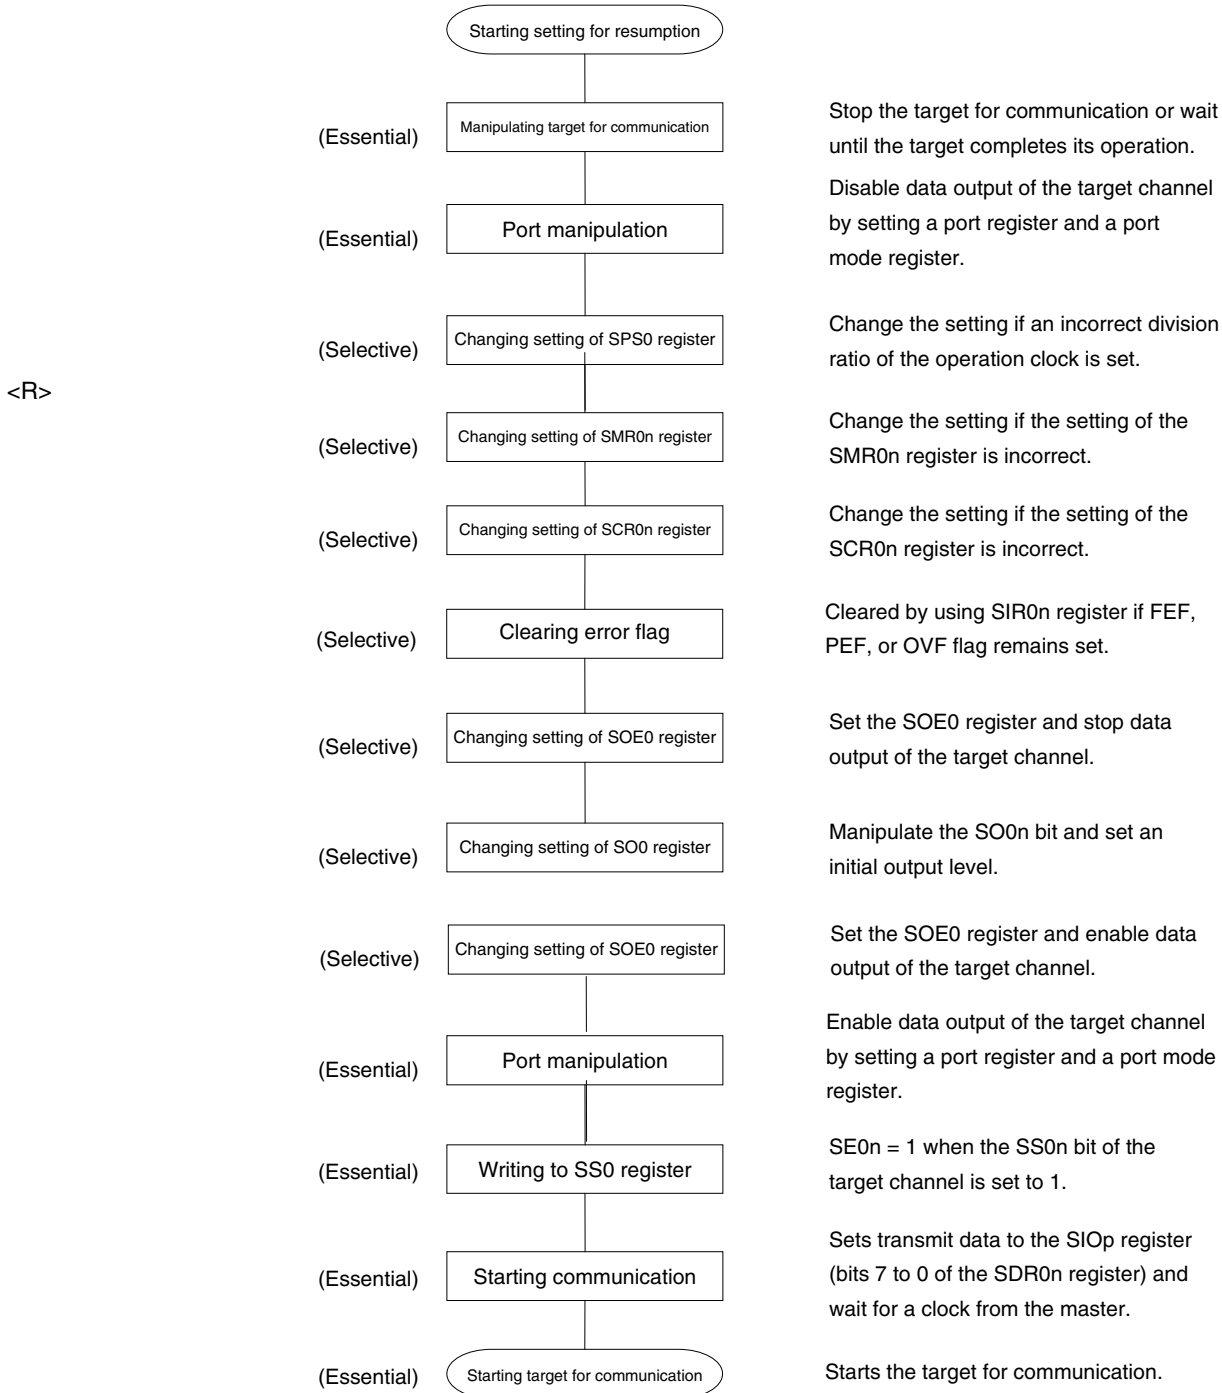 Starting setting for resumption
(Essential)
Manipulating target for communication
Stop the target for communication or wait
until the target completes its operation.
(Essential)
Port manipulation
Disable data output of the target channel
by setting a port register and a port
mode register.
(Selective)
Changing setting of SPS0 register
Change the setting if an incorrect division
ratio of the operation clock is set.
<R>
(Selective)
Changing setting of SMR0n register
Change the setting if the setting of the
SMR0n register is incorrect.
(Selective)
Changing setting of SCR0n register
Change the setting if the setting of the
SCR0n register is incorrect.
(Selective)
Clearing error flag
Cleared by using SIR0n register if FEF,
PEF, or OVF flag remains set.
(Selective)
Changing setting of SOE0 register
Set the SOE0 register and stop data
output of the target channel.
(Selective)
Changing setting of SO0 register
Manipulate the SO0n bit and set an
initial output level.
(Selective)
Changing setting of SOE0 register
Set the SOE0 register and enable data
output of the target channel.
(Essential)
Port manipulation
Enable data output of the target channel
by setting a port register and a port mode
register.
(Essential)
Writing to SS0 register
SE0n = 1 when the SS0n bit of the
target channel is set to 1.
(Essential)
Starting communication
Sets transmit data to the SIOp register
(bits 7 to 0 of the SDR0n register) and
wait for a clock from the master.
(Essential)
Starting target for communication
Starts the target for communication.